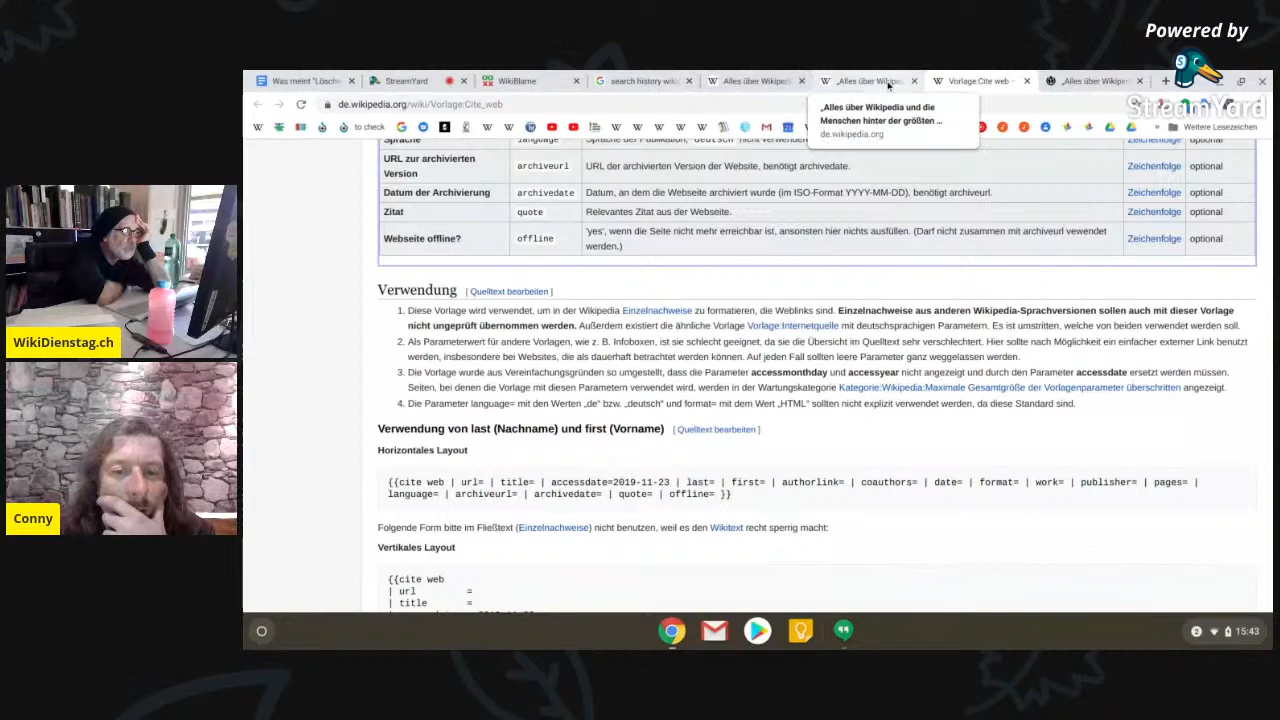 Powered by
StreamYard
Was meint "Lösche
StreamYard
WikiBlame
search history wiki
Alles über Wikiped
„Alles über Wikipe
Vorlage:Cite web –
„Alles über Wikipe
de.wikipedia.org/wiki/Vorlage:Cite_web
„Alles über Wikipedia und die
Menschen hinter der größten ...
de.wikipedia.org
to check
Weitere Lesezeichen
Sprache language Zeichenfolge optional
URL zur archivierten
Version
archiveurl URL der archivierten Version der Website, benötigt archivedate. Zeichenfolge optional
Datum der Archivierung archivedate Datum, an dem die Webseite archiviert wurde (im ISO-Format YYYY-MM-DD), benötigt archiveurl. Zeichenfolge optional
Zitat quote Relevantes Zitat aus der Webseite. Zeichenfolge optional
Webseite offline? offline 'yes', wenn die Seite nicht mehr erreichbar ist, ansonsten hier nichts ausfüllen. (Darf nicht zusammen mit archiveurl vewendet
werden.) Zeichenfolge optional
Verwendung [ Quelltext bearbeiten ]
1. Diese Vorlage wird verwendet, um in der Wikipedia Einzelnachweise zu formatieren, die Weblinks sind. Einzelnachweise aus anderen Wikipedia-Sprachversionen sollen auch mit dieser Vorlage
nicht ungeprüft übernommen werden. Außerdem existiert die ähnliche Vorlage Vorlage:Internetquelle mit deutschsprachigen Parametern. Es ist umstritten, welche von beiden verwendet werden soll.
2. Als Parameterwert für andere Vorlagen, wie z. B. Infoboxen, ist sie schlecht geeignet, da sie die Übersicht im Quelltext sehr verschlechtert. Hier sollte nach Möglichkeit ein einfacher externer Link benutzt
werden, insbesondere bei Websites, die als dauerhaft betrachtet werden können. Auf jeden Fall sollten leere Parameter ganz weggelassen werden.
3. Die Vorlage wurde aus Vereinfachungsgründen so umgestellt, dass die Parameter accessmonthday und accessyear nicht angezeigt und durch den Parameter accessdate ersetzt werden müssen.
Seiten, bei denen die Vorlage mit diesen Parametern verwendet wird, werden in der Wartungskategorie Kategorie:Wikipedia:Maximale Gesamtgröße der Vorlagenparameter überschritten angezeigt.
4. Die Parameter language= mit den Werten „de" bzw. „deutsch" und format= mit dem Wert „HTML" sollten nicht explizit verwendet werden, da diese Standard sind.
Verwendung von last (Nachname) und first (Vorname) [ Quelltext bearbeiten ]
Horizontales Layout
{{cite web | url= | title= | accessdate=2019-11-23 | last= | first= | authorlink= | coauthors= | date= | format= | work= | publisher= | pages= |
language= | archiveurl= | archivedate= | quote= | offline= }}
Folgende Form bitte im Fließtext (Einzelnachweise) nicht benutzen, weil es den Wikitext recht sperrig macht:
Vertikales Layout
{{cite web
| url =
| title =
WikiDienstag.ch
Conny
2 15:43